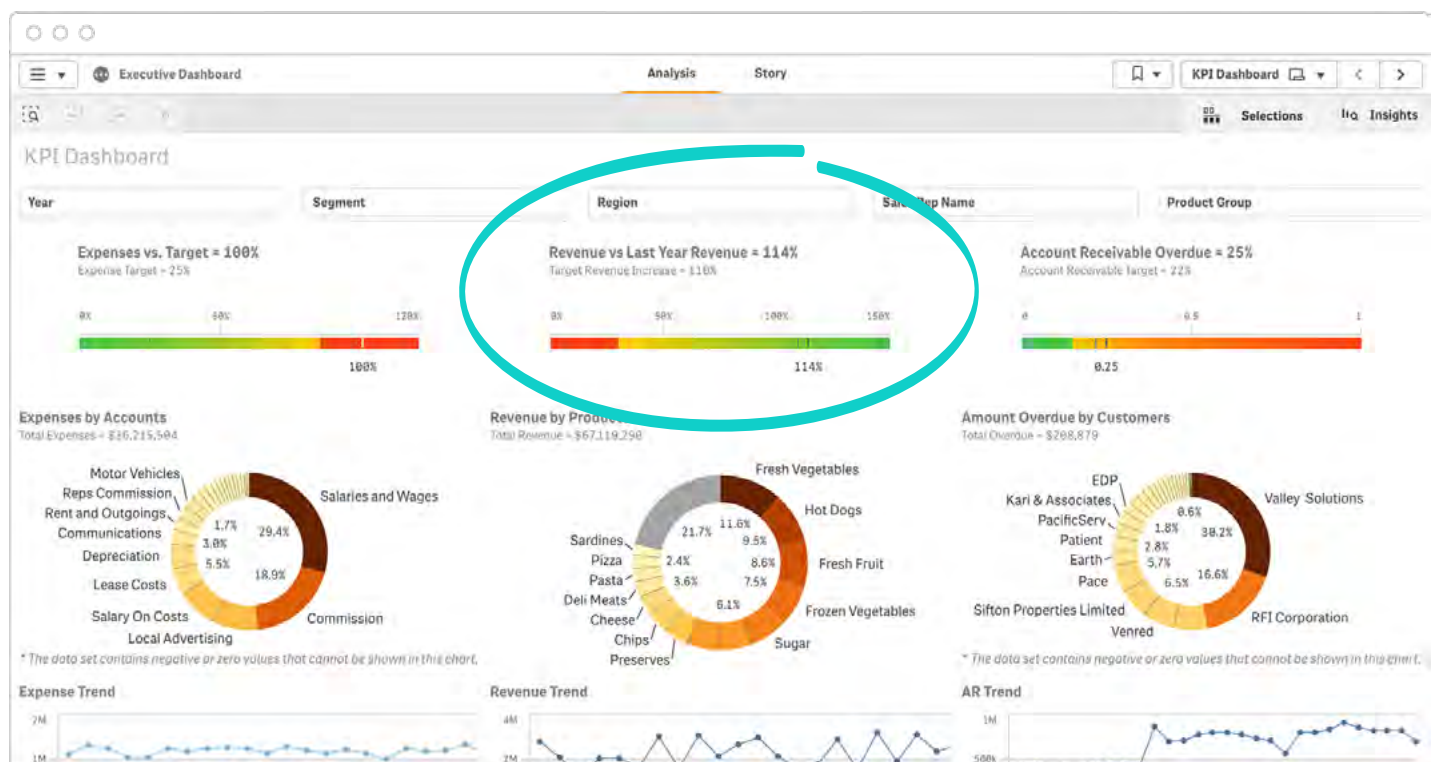 Executive Dashboard
Analysis
Story
KPI Dashboard
Selections
Insights
KPI Dashboard
Year
Segment
Region
Product Group
Expenses vs. Target = 100%
Expense Target = 25%
0% 60% 120%
100%
Revenue vs Last Year Revenue = 114%
Target Revenue Increase = 110%
0% 50% 100% 150%
114%
Account Receivable Overdue = 25%
Account Receivable Target = 22%
0 0.5 1
0.25
Expenses by Accounts
Total Expenses = $36,215,504
Motor Vehicles
Reps Commission
Rent and Outgoings
Communications
Depreciation
Lease Costs
Salary On Costs
Local Advertising
Commission
Salaries and Wages
1.7%
3.0%
5.5%
29.4%
18.9%
* The data set contains negative or zero values that cannot be shown in this chart.
Revenue by
Total Revenue = $67,119,290
Fresh Vegetables
Hot Dogs
Fresh Fruit
Frozen Vegetables
Sugar
Sardines
Pizza
Pasta
Deli Meats
Cheese
Chips
Preserves
21.7%
11.6%
9.5%
8.6%
7.5%
6.1%
3.6%
2.4%
Amount Overdue by Customers
Total Overdue = $208,879
EDP
Kari & Associates
PacificServ
Patient
Earth
Pace
Sifton Properties Limited
Venred
RFI Corporation
Valley Solutions
0.6%
1.8%
2.8%
5.7%
6.5%
16.6%
30.2%
* The data set contains negative or zero values that cannot be shown in this chart.
Expense Trend
2M
1M
Revenue Trend
4M
2M
AR Trend
1M
500k